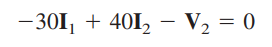 −30I₁ + 40I₂ − V₂ = 0